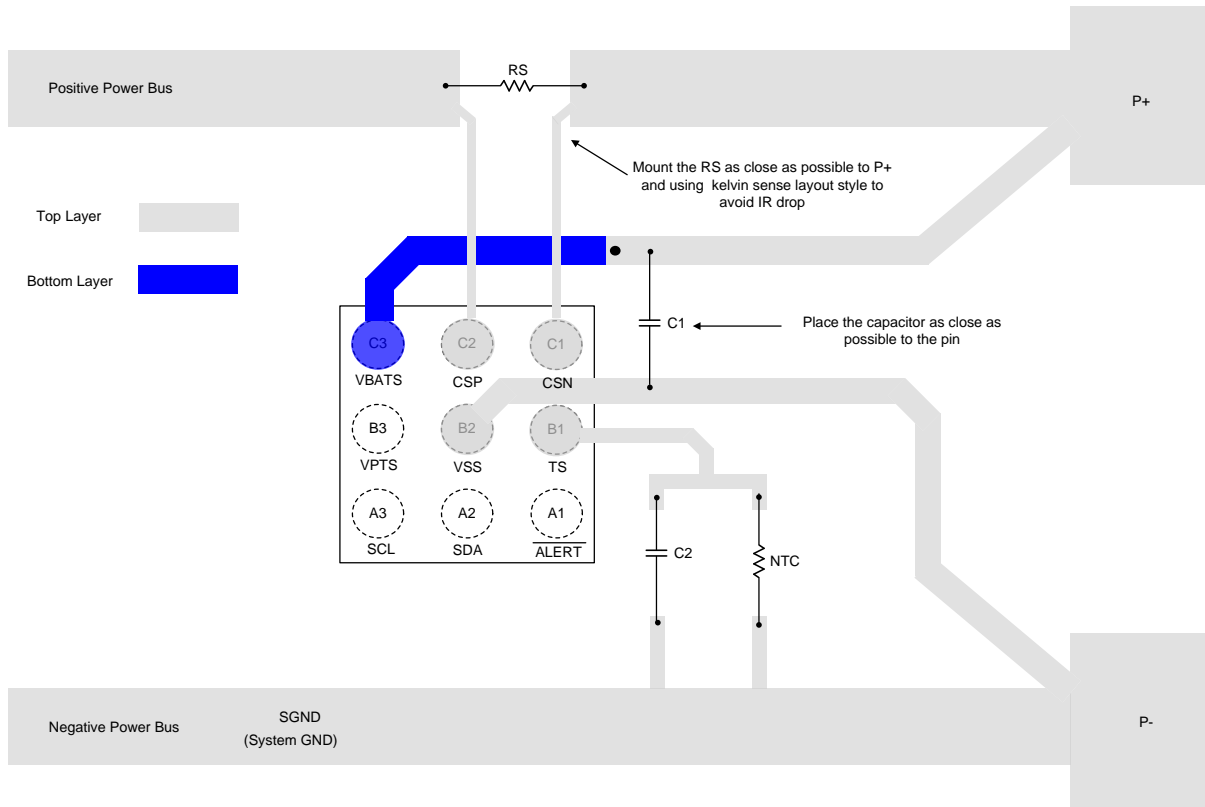 RS
Positive Power Bus
P+
Mount the RS as close as possible to P+
and using kelvin sense layout style to
avoid IR drop
Top Layer
Bottom Layer
C1
Place the capacitor as close as
possible to the pin
C3
C2
C1
VBATS
CSP
CSN
B3
B2
B1
VPTS
VSS
TS
A3
A2
A1
SCL
SDA
ALERT
C2
NTC
Negative Power Bus
SGND
(System GND)
P-